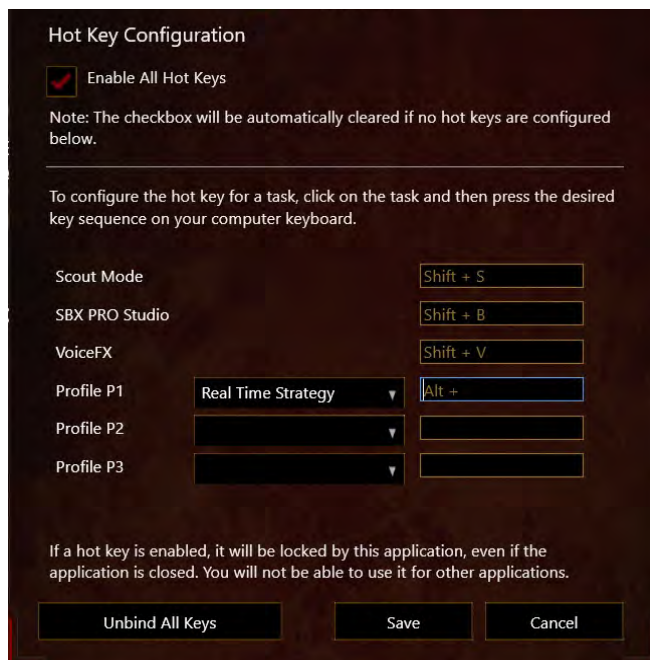 Hot Key Configuration
Enable All Hot Keys
Note: The checkbox will be automatically cleared if no hot keys are configured
below.
To configure the hot key for a task, click on the task and then press the desired
key sequence on your computer keyboard.
Scout Mode Shift + S
SBX PRO Studio Shift + B
VoiceFX Shift + V
Profile P1 Real Time Strategy Alt +
Profile P2
Profile P3
If a hot key is enabled, it will be locked by this application, even if the
application is closed. You will not be able to use it for other applications.
Unbind All Keys Save Cancel